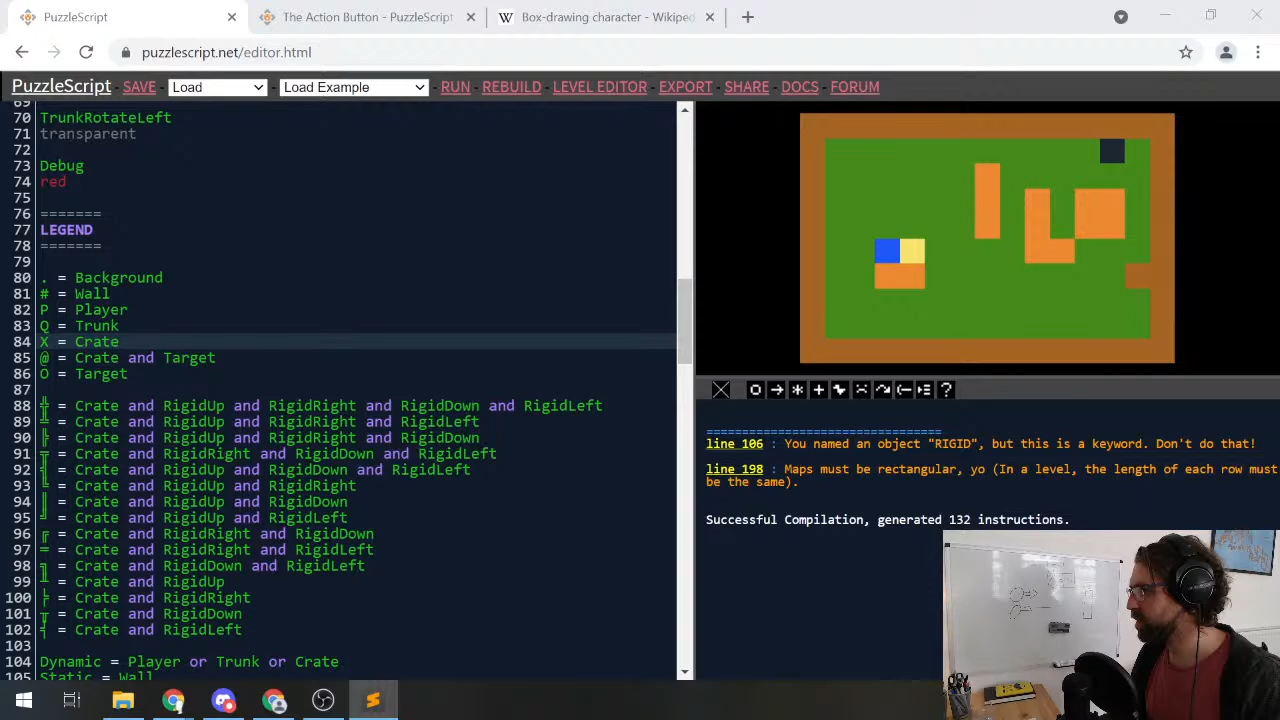 PuzzleScript
The Action Button - PuzzleScript
Box-drawing character - Wikiped
puzzlescript.net/editor.html
PuzzleScript - SAVE - Load Load Example - RUN - REBUILD - LEVEL EDITOR - EXPORT - SHARE - DOCS - FORUM
69
70 TrunkRotateLeft
71 transparent
72
73 Debug
74 red
75
76 =======
77 LEGEND
78 =======
79
80 . = Background
81 # = Wall
82 P = Player
83 Q = Trunk
84 X = Crate
85 @ = Crate and Target
86 O = Target
87
88 ╬ = Crate and RigidUp and RigidRight and RigidDown and RigidLeft
89 ╩ = Crate and RigidUp and RigidRight and RigidLeft
90 ╠ = Crate and RigidUp and RigidRight and RigidDown
91 ╦ = Crate and RigidRight and RigidDown and RigidLeft
92 ╣ = Crate and RigidUp and RigidDown and RigidLeft
93 ╚ = Crate and RigidUp and RigidRight
94 ║ = Crate and RigidUp and RigidDown
95 ╝ = Crate and RigidUp and RigidLeft
96 ╔ = Crate and RigidRight and RigidDown
97 ═ = Crate and RigidRight and RigidLeft
98 ╗ = Crate and RigidDown and RigidLeft
99 ╨ = Crate and RigidUp
100 ╞ = Crate and RigidRight
101 ╥ = Crate and RigidDown
102 ╡ = Crate and RigidLeft
103
104 Dynamic = Player or Trunk or Crate
105 Static = Wall
=================================
line 106 : You named an object "RIGID", but this is a keyword. Don't do that!
line 198 : Maps must be rectangular, yo (In a level, the length of each row must
be the same).
Successful Compilation, generated 132 instructions.